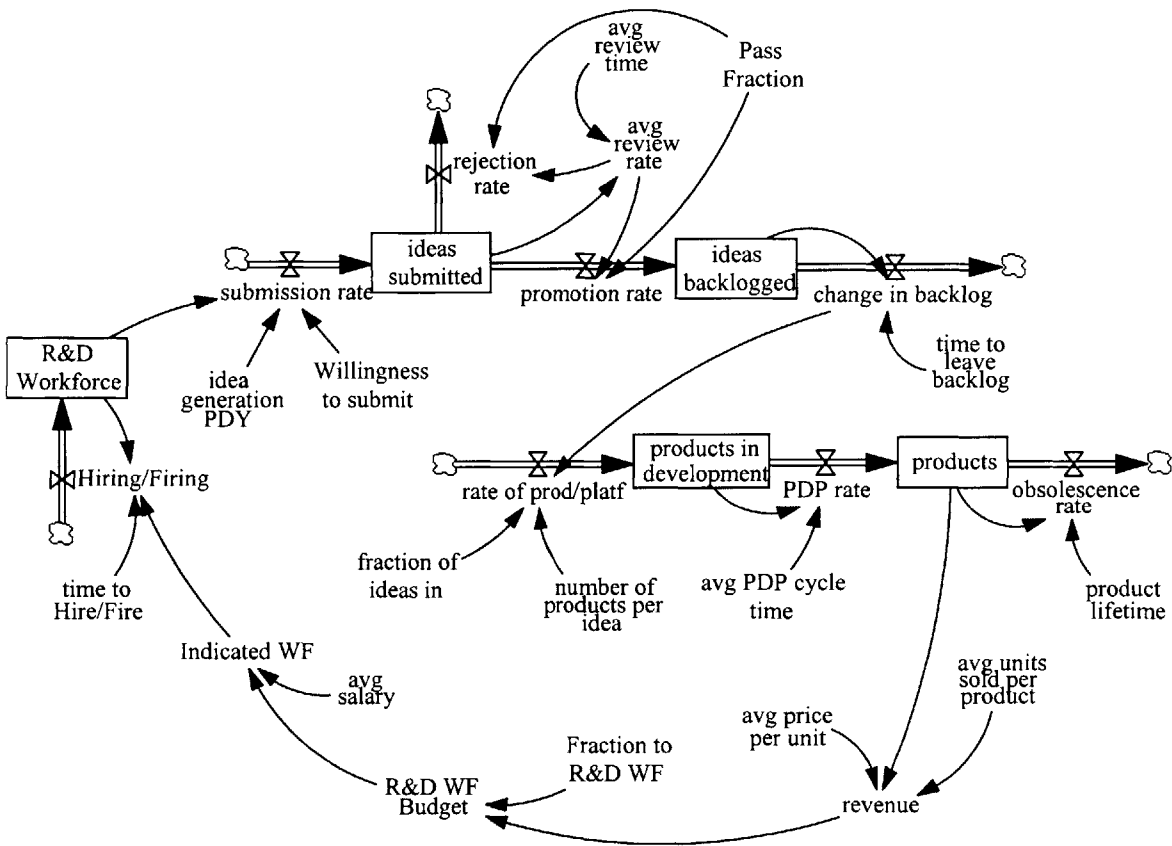 avg
review
time
Pass
Fraction
avg
review
rate
rejection
rate
ideas
submitted
ideas
backlogged
submission rate
promotion rate
change in backlog
R&D
Workforce
idea
generation
PDY
Willingness
to submit
time to
leave
backlog
products in
development
products
Hiring/Firing
rate of prod/platf
PDP rate
obsolescence
rate
fraction of
ideas in
number of
products per
idea
avg PDP cycle
time
product
lifetime
time to
Hire/Fire
Indicated WF
avg
salary
avg units
sold per
product
avg price
per unit
Fraction to
R&D WF
R&D WF
Budget
revenue